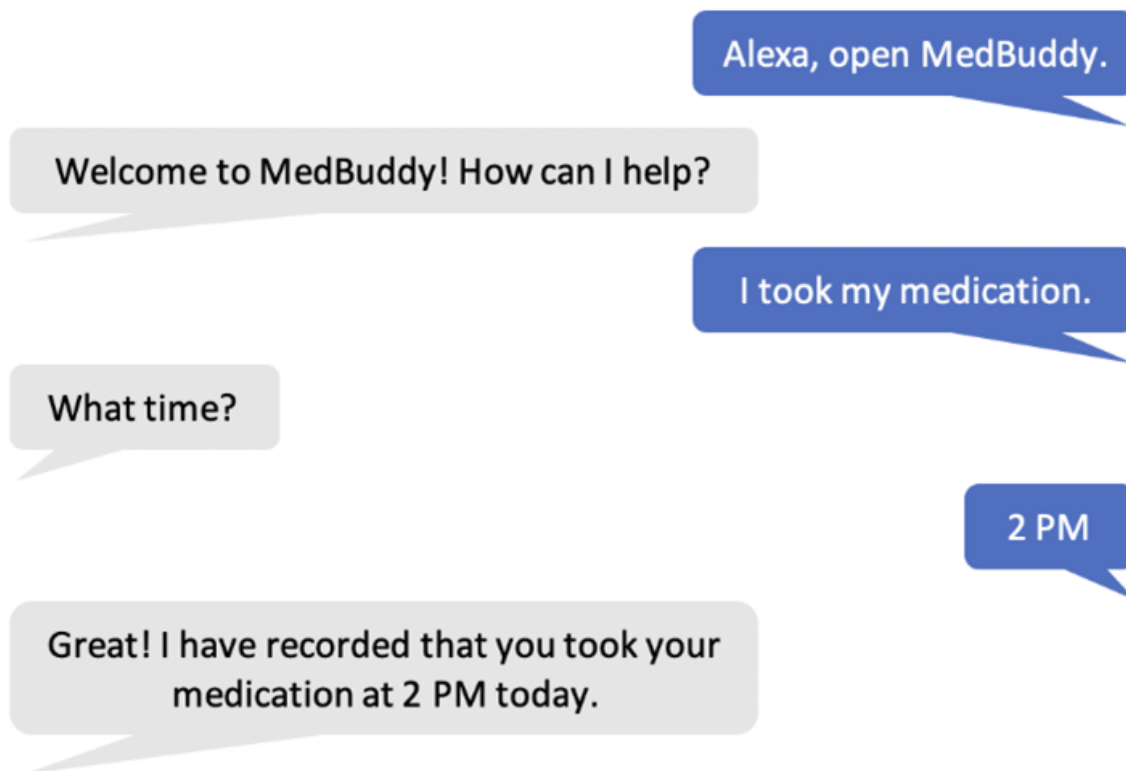 Alexa, open MedBuddy.
Welcome to MedBuddy! How can I help?
I took my medication.
What time?
2 PM
Great! I have recorded that you took your
medication at 2 PM today.